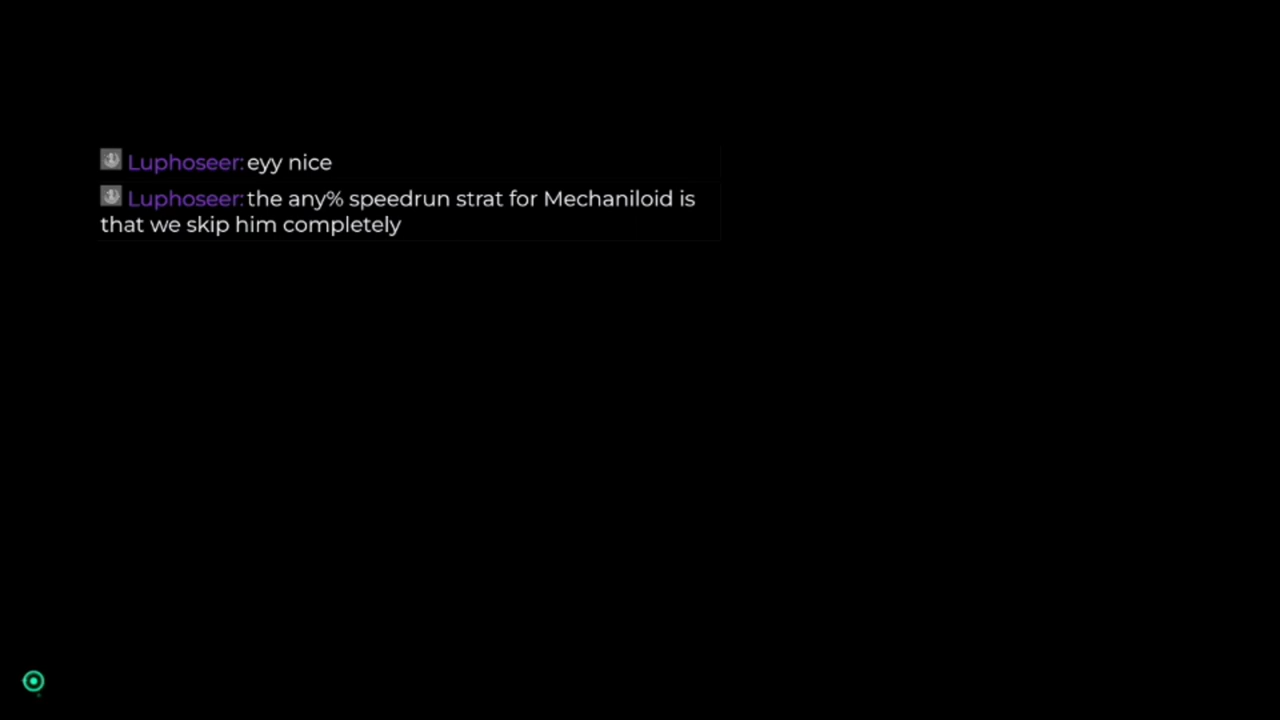 Luphoseer: eyy nice
Luphoseer: the any% speedrun strat for Mechaniloid is
that we skip him completely